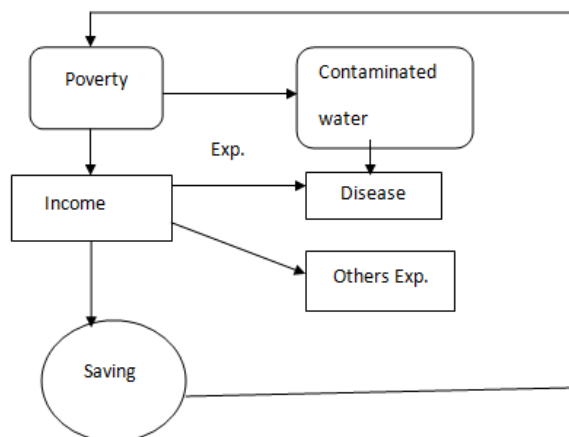 Poverty
Contaminated
water
Exp.
Income
Disease
Others Exp.
Saving